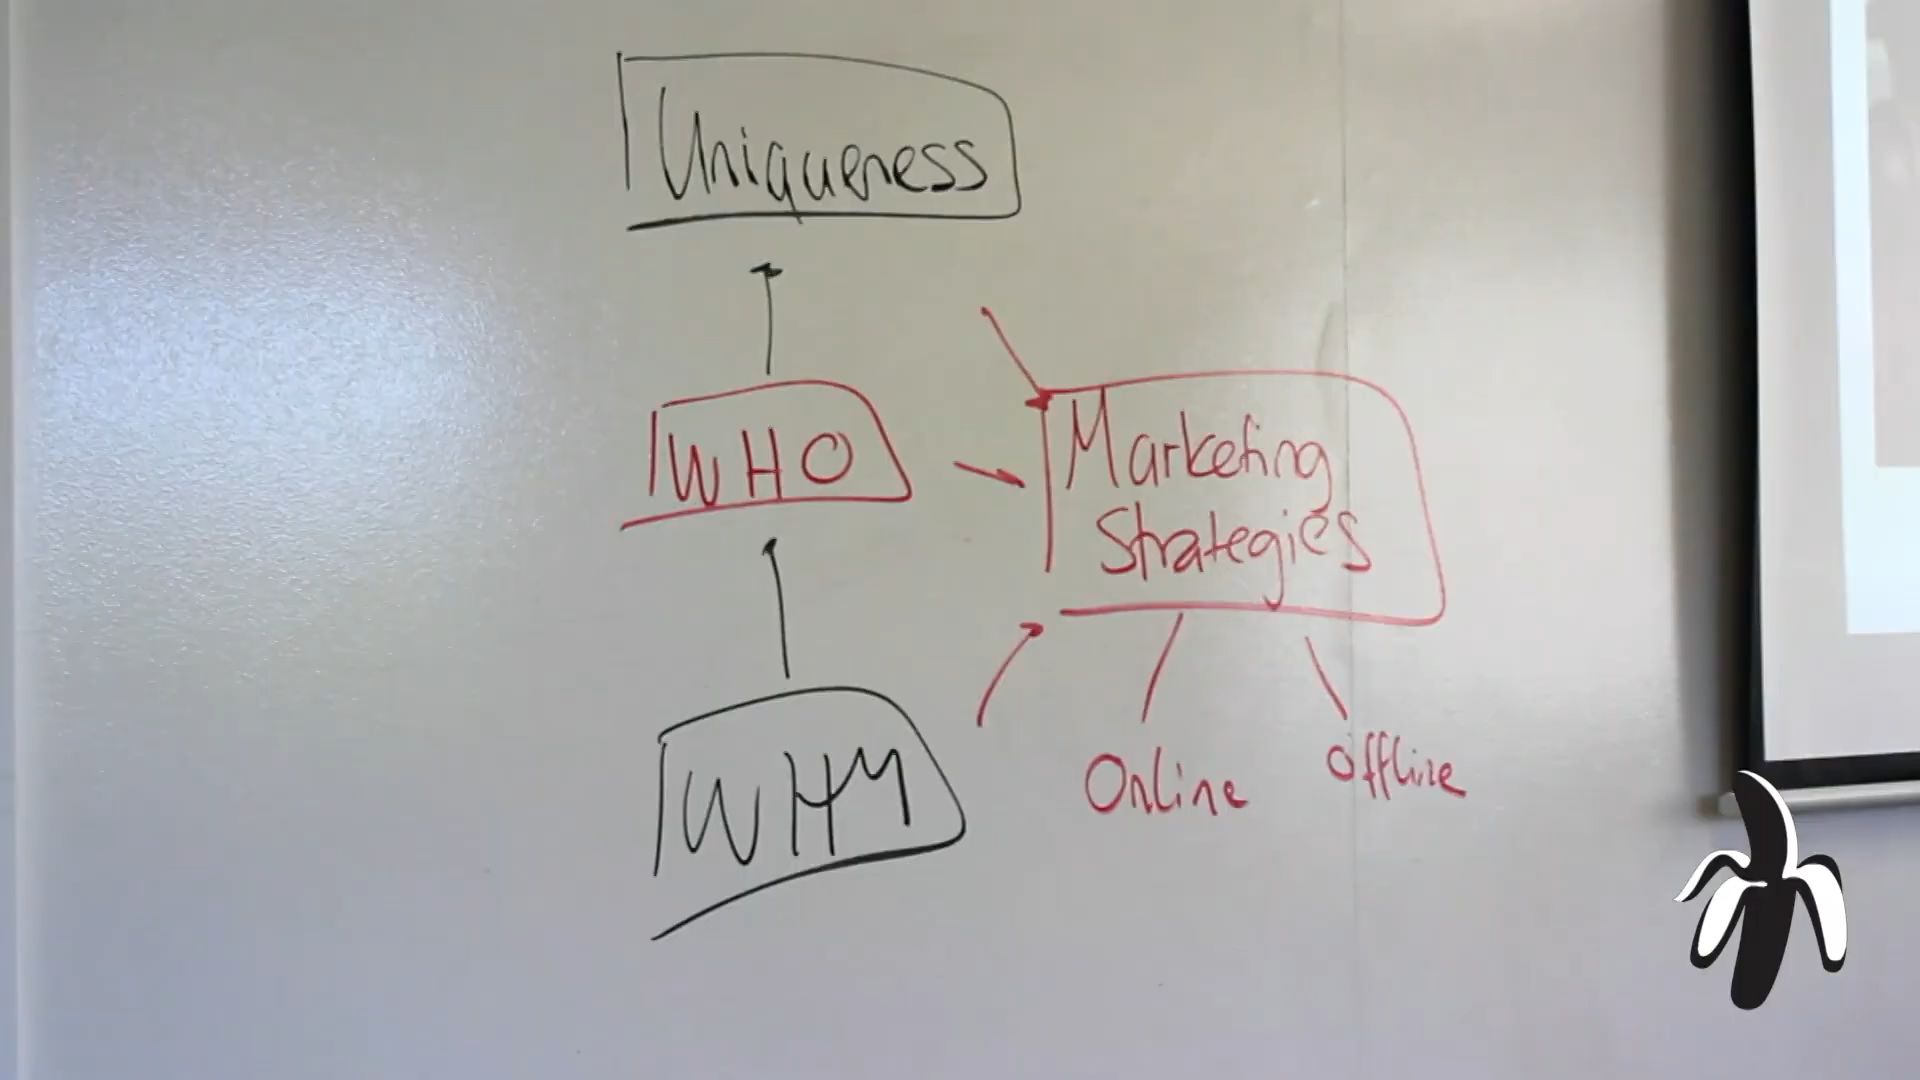 Uniqueness
WHO
Marketing
Strategies
WHY
Online
Offline